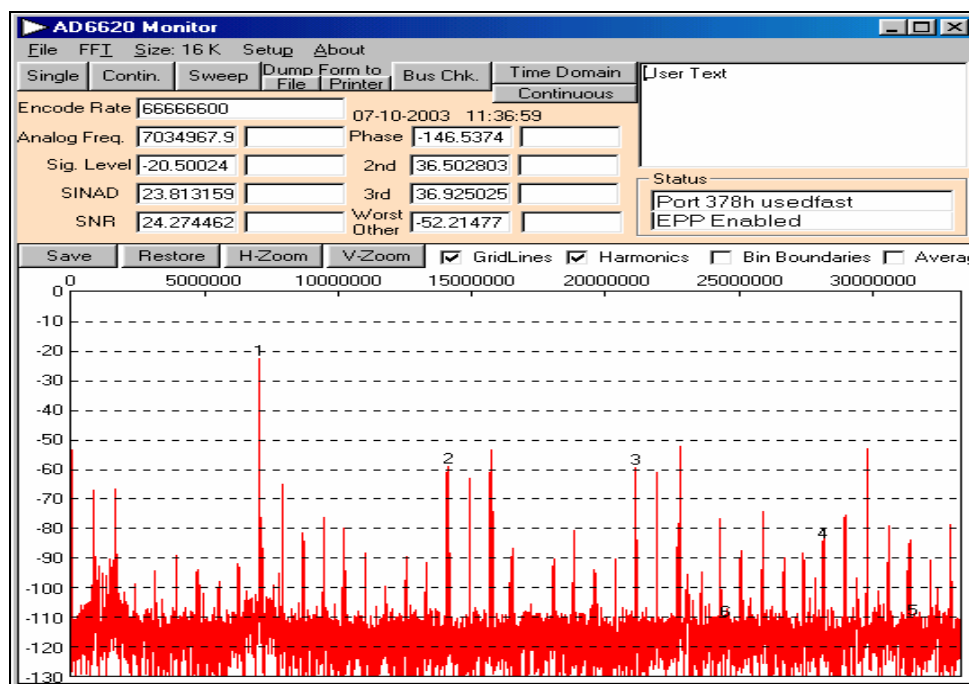 AD6620 Monitor
File FFT Size: 16 K Setup About
Single Contin. Sweep Dump Form to File Printer Bus Chk. Time Domain Continuous
User Text
Encode Rate 66666600
07-10-2003 11:36:59
Analog Freq. 7034967.9 Phase -146.5374
Sig. Level -20.50024 2nd 36.502803
SINAD 23.813159 3rd 36.925025
SNR 24.274462 Worst Other -52.21477
Status
Port 378h usedfast
EPP Enabled
Save Restore H-Zoom V-Zoom GridLines Harmonics Bin Boundaries Avera
0 5000000 10000000 15000000 20000000 25000000 30000000
0
-10
-20
1
-30
-40
-50
2 3
-60
-70
-80
4
-90
-100
6 5
-110
-120
-130